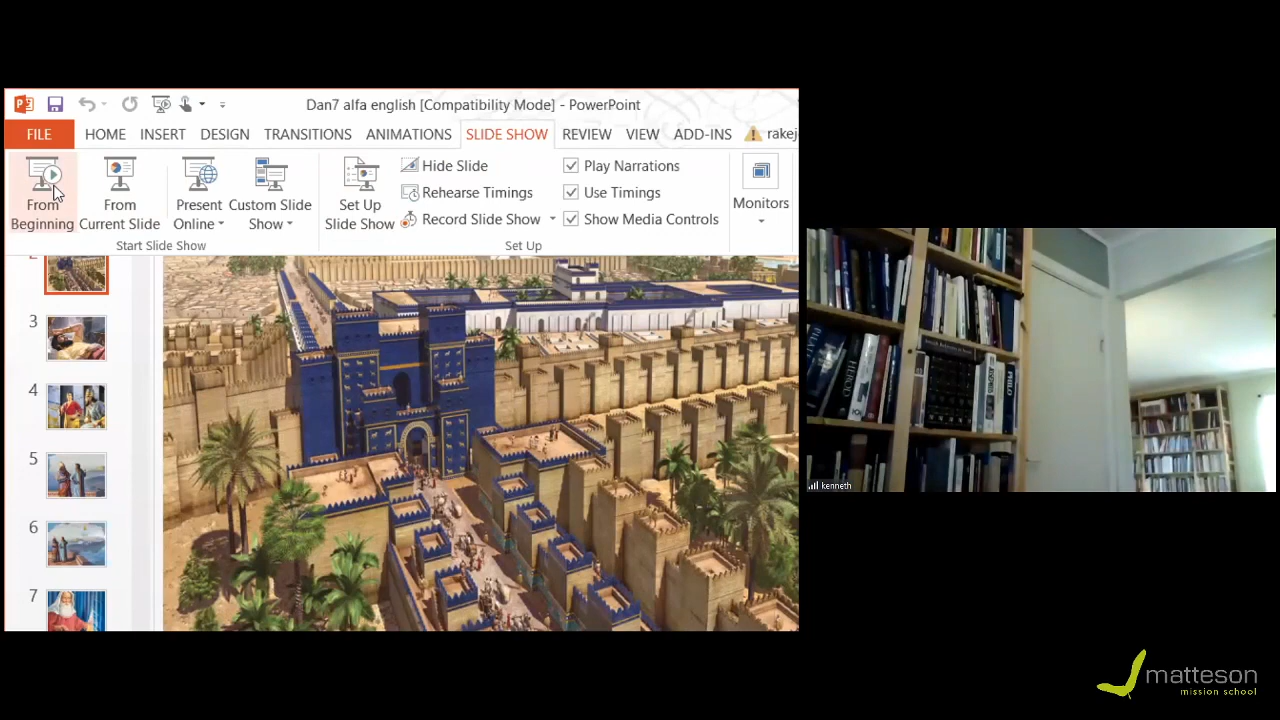 Dan7 alfa english [Compatibility Mode] - PowerPoint
FILE HOME INSERT DESIGN TRANSITIONS ANIMATIONS SLIDE SHOW REVIEW VIEW ADD-INS rakej
From Beginning
From Current Slide
Present Online
Custom Slide Show
Start Slide Show
Set Up Slide Show
Hide Slide
Rehearse Timings
Record Slide Show
Play Narrations
Use Timings
Show Media Controls
Set Up
Monitors
2
3
4
5
6
7
HEROD
PHILO
kenneth
matteson
mission school